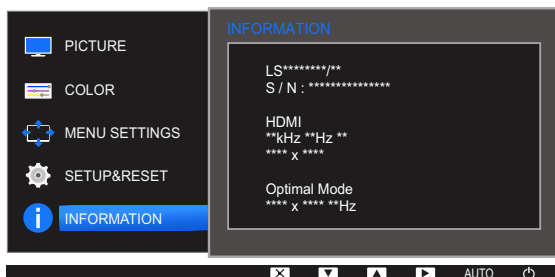 PICTURE
COLOR
MENU SETTINGS
SETUP&RESET
INFORMATION
INFORMATION
LS********/**
S / N : ***************
HDMI
**kHz **Hz **
**** x ****
Optimal Mode
**** x **** **Hz
AUTO